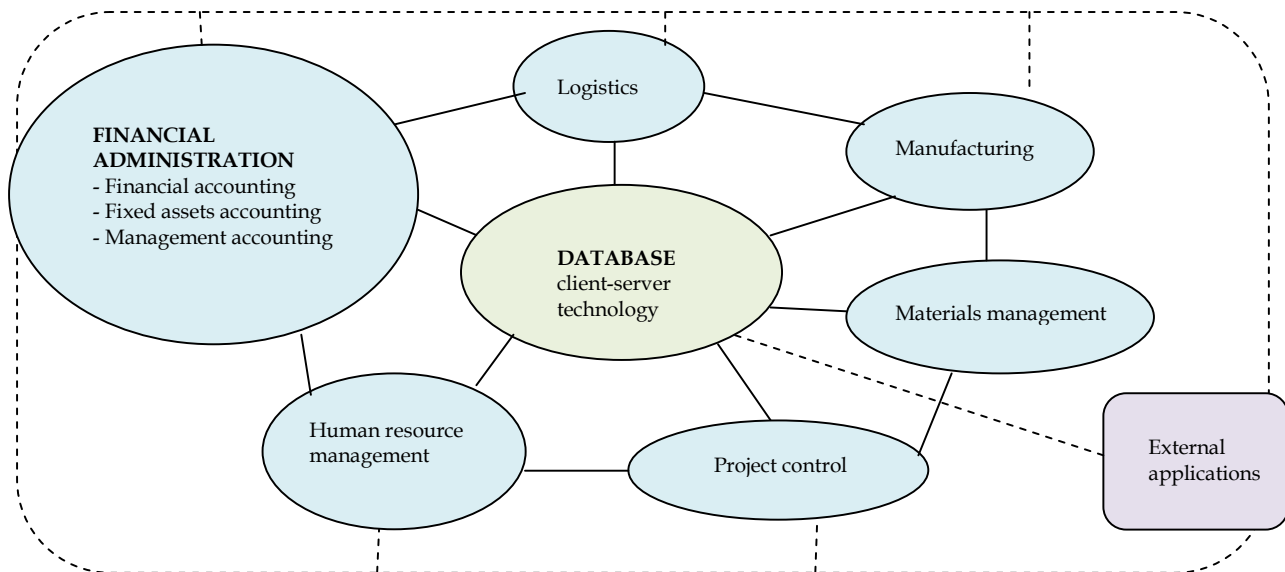 Logistics
FINANCIAL
ADMINISTRATION
- Financial accounting
- Fixed assets accounting
- Management accounting
Manufacturing
DATABASE
client-server
technology
Materials management
Human resource
management
Project control
External
applications